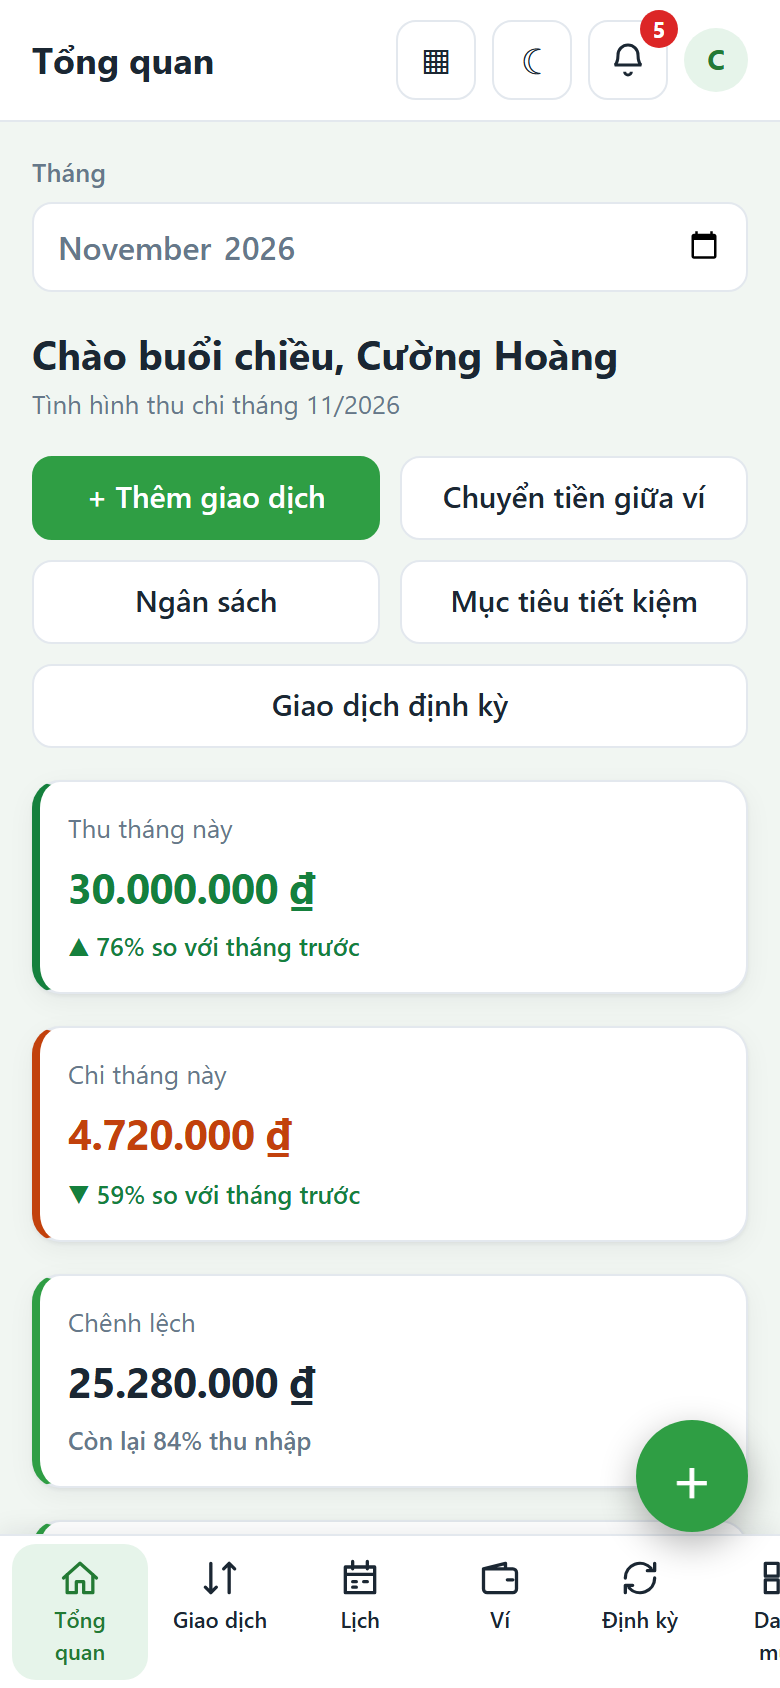 Tổng quan
5
C
Tháng
November 2026
Chào buổi chiều, Cường Hoàng
Tình hình thu chi tháng 11/2026
+ Thêm giao dịch
Chuyển tiền giữa ví
Ngân sách
Mục tiêu tiết kiệm
Giao dịch định kỳ
Thu tháng này
30.000.000 ₫
▲ 76% so với tháng trước
Chi tháng này
4.720.000 ₫
▼ 59% so với tháng trước
Chênh lệch
25.280.000 ₫
Còn lại 84% thu nhập
+
Tổng
quan
Giao dịch
Lịch
Ví
Định kỳ